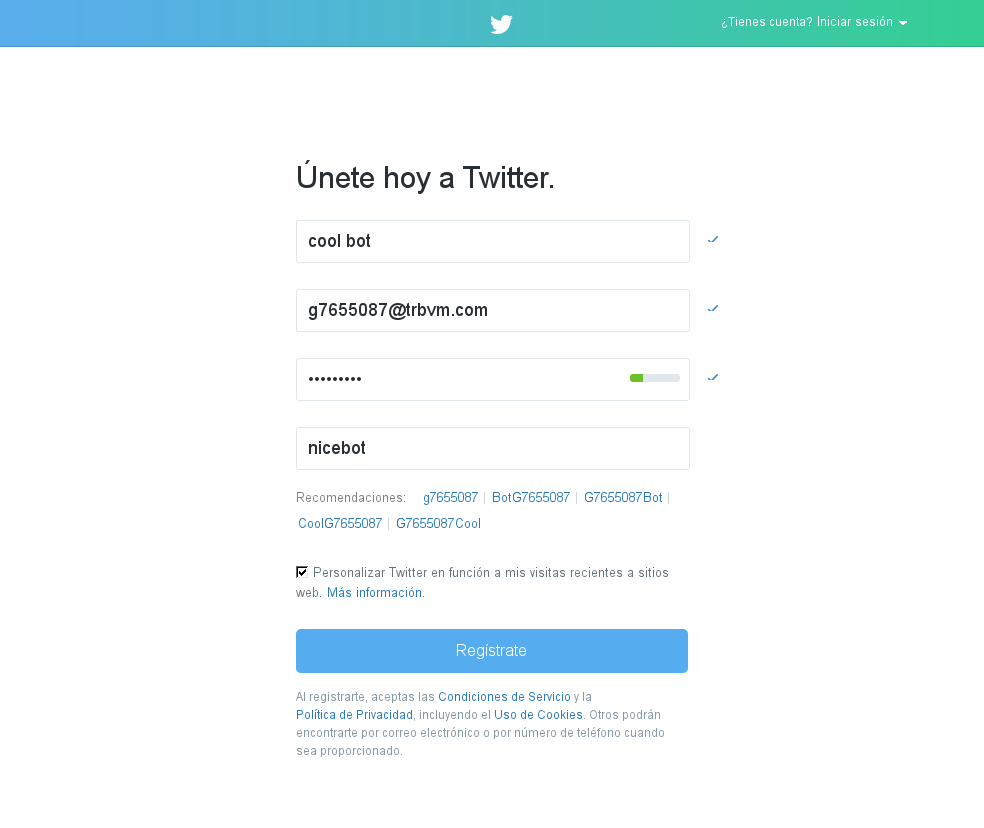 ¿Tienes cuenta? Iniciar sesión
Únete hoy a Twitter.
cool bot
g7655087@trbvm.com
•••••••••
nicebot
Recomendaciones: g7655087 | BotG7655087 | G7655087Bot |
CoolG7655087 | G7655087Cool
Personalizar Twitter en función a mis visitas recientes a sitios
web. Más información.
Regístrate
Al registrarte, aceptas las Condiciones de Servicio y la
Política de Privacidad, incluyendo el Uso de Cookies. Otros podrán
encontrarte por correo electrónico o por número de teléfono cuando
sea proporcionado.